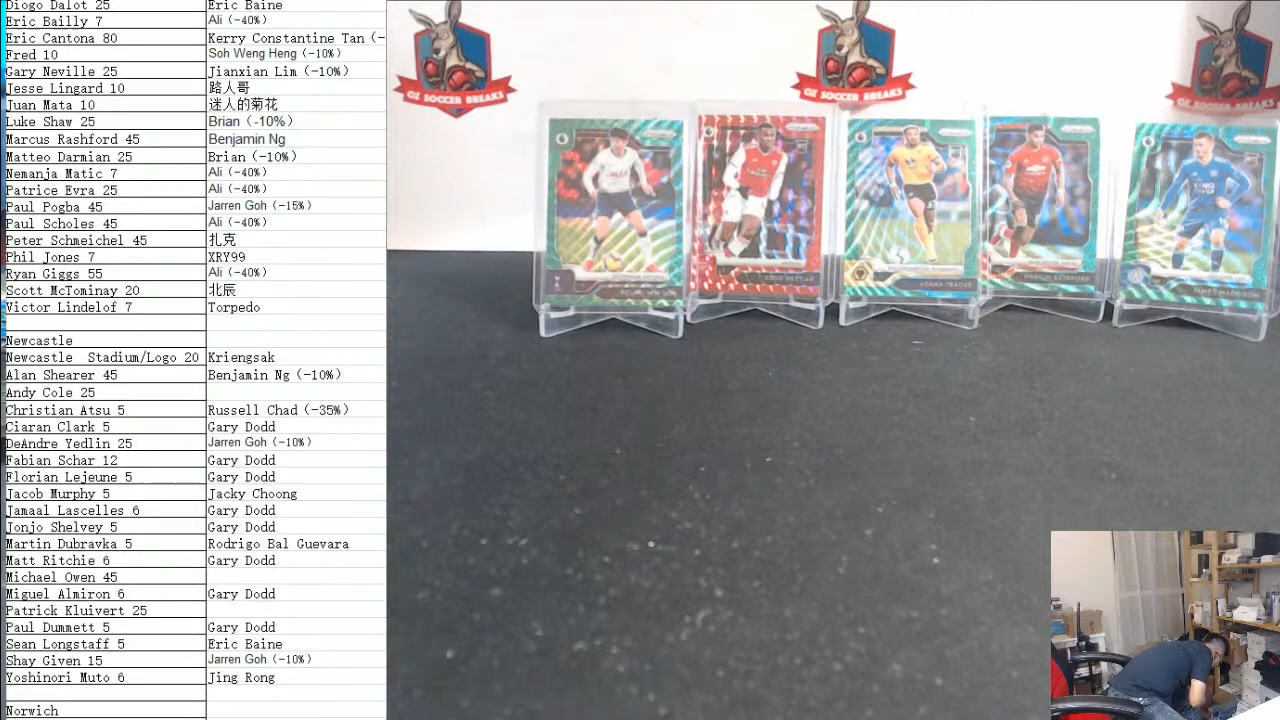 Diogo Dalot 25 Eric Baine
Eric Bailly 7 Ali (-40%)
Eric Cantona 80 Kerry Constantine Tan (-
Fred 10 Soh Weng Heng (-10%)
Gary Neville 25 Jianxian Lim (-10%)
Jesse Lingard 10 路人哥
Juan Mata 10 迷人的菊花
Luke Shaw 25 Brian (-10%)
Marcus Rashford 45 Benjamin Ng
Matteo Darmian 25 Brian (-10%)
Nemanja Matic 7 Ali (-40%)
Patrice Evra 25 Ali (-40%)
Paul Pogba 45 Jarren Goh (-15%)
Paul Scholes 45 Ali (-40%)
Peter Schmeichel 45 扎克
Phil Jones 7 XRY99
Ryan Giggs 55 Ali (-40%)
Scott McTominay 20 北辰
Victor Lindelof 7 Torpedo
Newcastle
Newcastle Stadium/Logo 20 Kriengsak
Alan Shearer 45 Benjamin Ng (-10%)
Andy Cole 25
Christian Atsu 5 Russell Chad (-35%)
Ciaran Clark 5 Gary Dodd
DeAndre Yedlin 25 Jarren Goh (-10%)
Fabian Schar 12 Gary Dodd
Florian Lejeune 5 Gary Dodd
Jacob Murphy 5 Jacky Choong
Jamaal Lascelles 6 Gary Dodd
Jonjo Shelvey 5 Gary Dodd
Martin Dubravka 5 Rodrigo Bal Guevara
Matt Ritchie 6 Gary Dodd
Michael Owen 45
Miguel Almiron 6 Gary Dodd
Patrick Kluivert 25
Paul Dummett 5 Gary Dodd
Sean Longstaff 5 Eric Baine
Shay Given 15 Jarren Goh (-10%)
Yoshinori Muto 6 Jing Rong
Norwich
OZ SOCCER BREAKS
OZ SOCCER BREAKS
OZ SOCCER BREAKS
ADAMA TRAORE
MARCUS RASHFORD